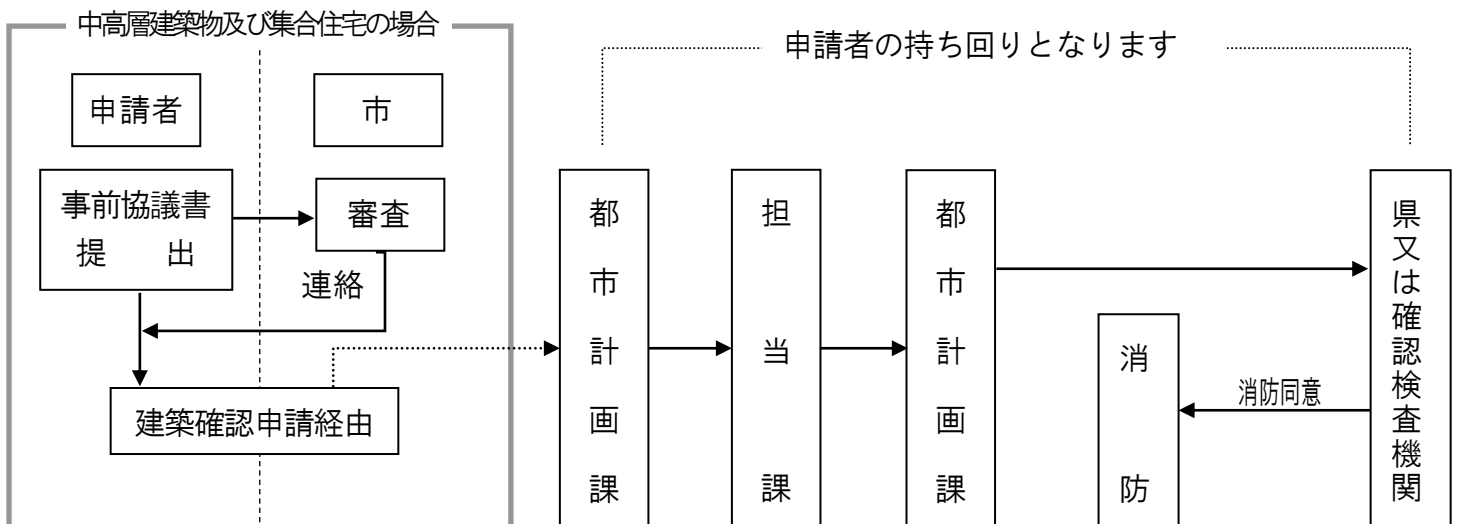 中高層建築物及び集合住宅の場合
申請者の持ち回りとなります
申請者
市
事前協議書
提　　出
審査
連絡
建築確認申請経由
都市計画課
担当課
都市計画課
消防
消防同意
県又は確認検査機関